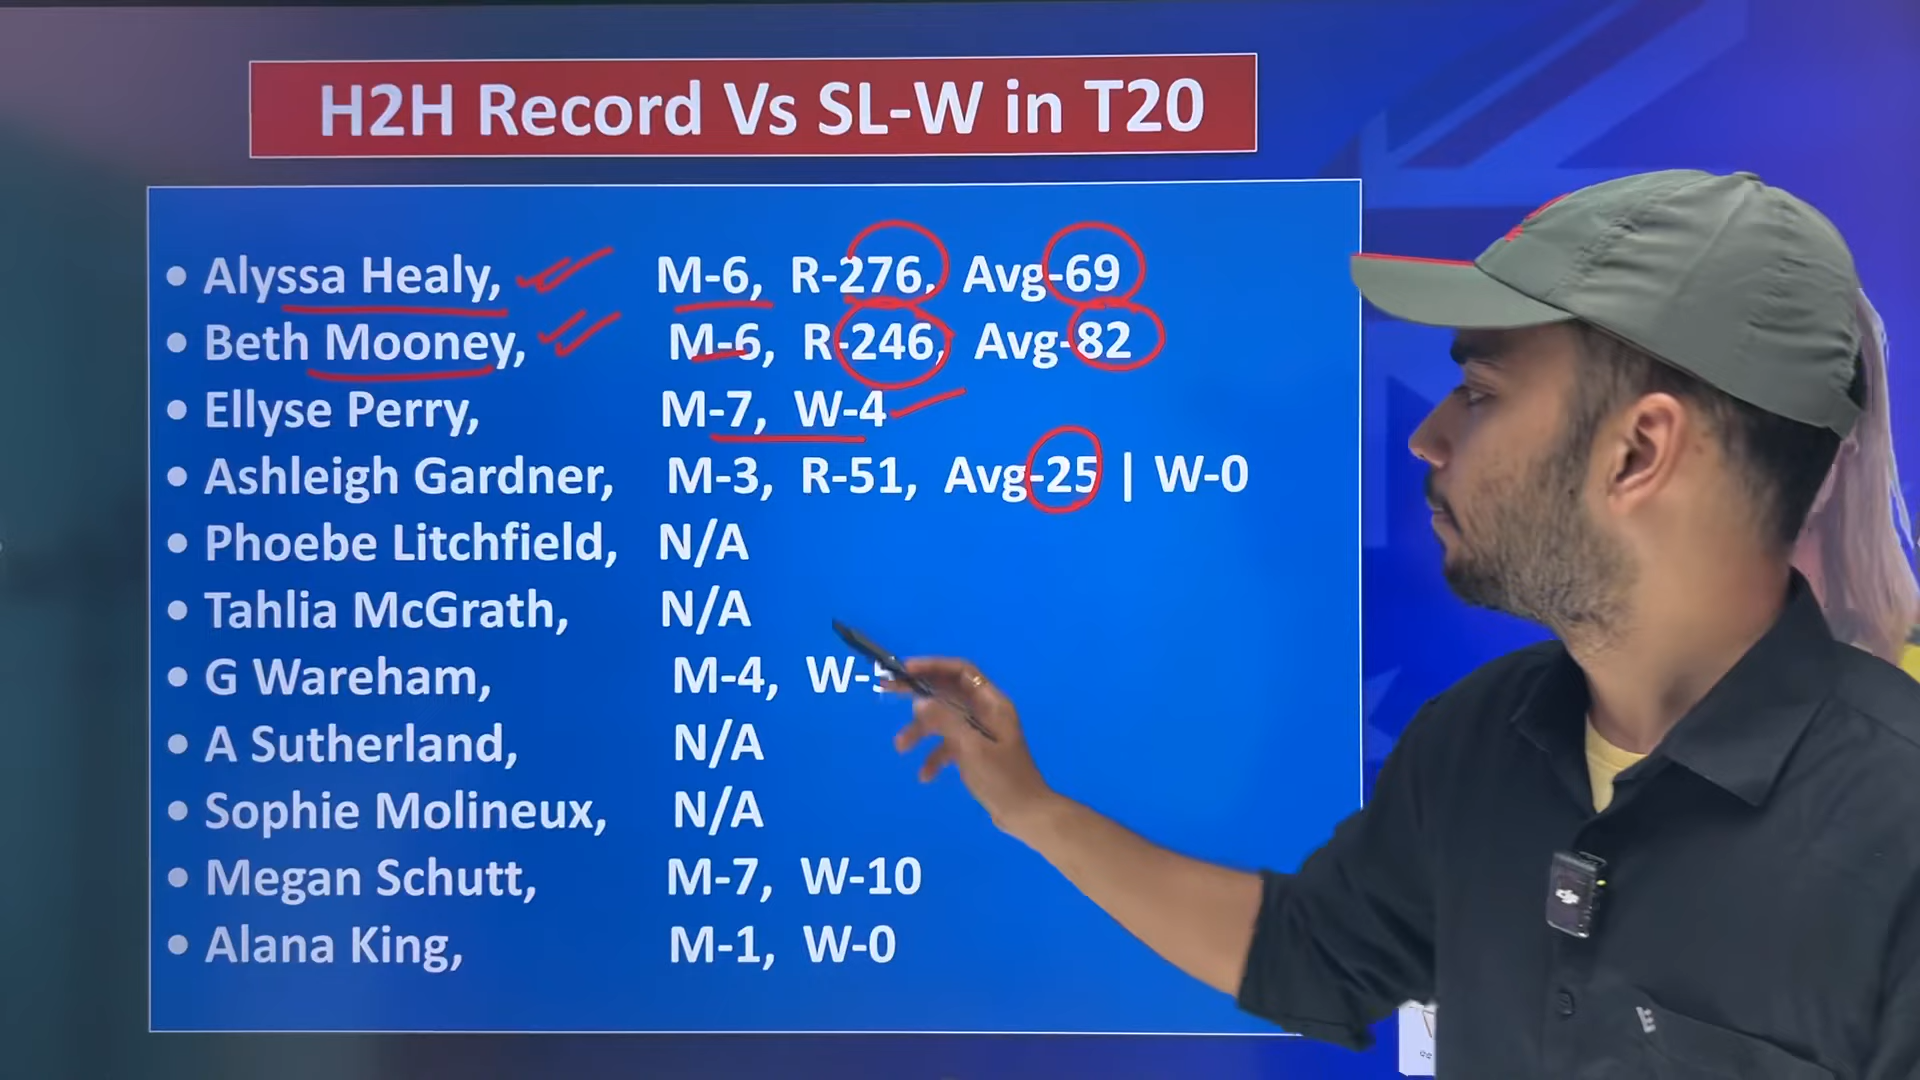 H2H Record Vs SL-W in T20
• Alyssa Healy, M-6, R-276, Avg-69
• Beth Mooney, M-6, R-246, Avg-82
• Ellyse Perry, M-7, W-4
• Ashleigh Gardner, M-3, R-51, Avg-25 | W-0
• Phoebe Litchfield, N/A
• Tahlia McGrath, N/A
• G Wareham, M-4, W-5
• A Sutherland, N/A
• Sophie Molineux, N/A
• Megan Schutt, M-7, W-10
• Alana King, M-1, W-0
dji